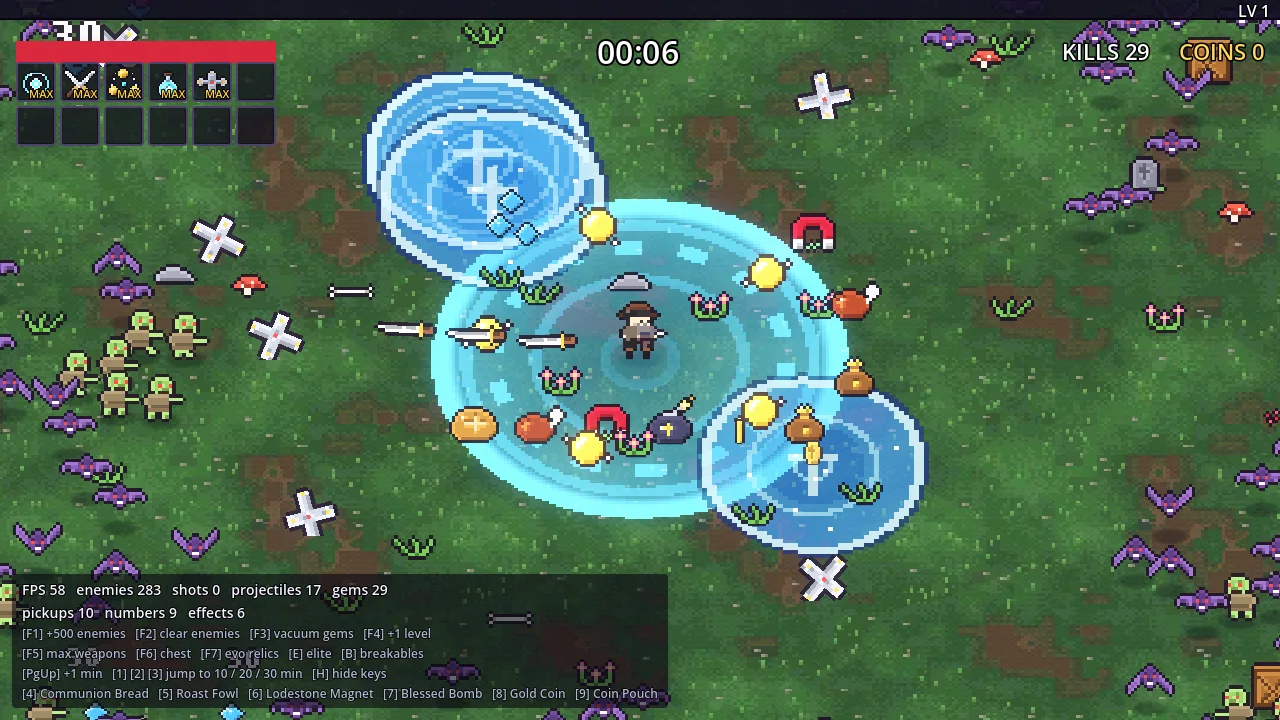 LV 1
30
00:06
KILLS 29 COINS 0
MAX MAX MAX MAX MAX
FPS 58 enemies 283 shots 0 projectiles 17 gems 29
pickups 10 numbers 9 effects 6
[F1] +500 enemies [F2] clear enemies [F3] vacuum gems [F4] +1 level
[F5] max weapons [F6] chest [F7] evo relics [E] elite [B] breakables
30 30
[PgUp] +1 min [1] [2] [3] jump to 10 / 20 / 30 min [H] hide keys
[4] Communion Bread [5] Roast Fowl [6] Lodestone Magnet [7] Blessed Bomb [8] Gold Coin [9] Coin Pouch